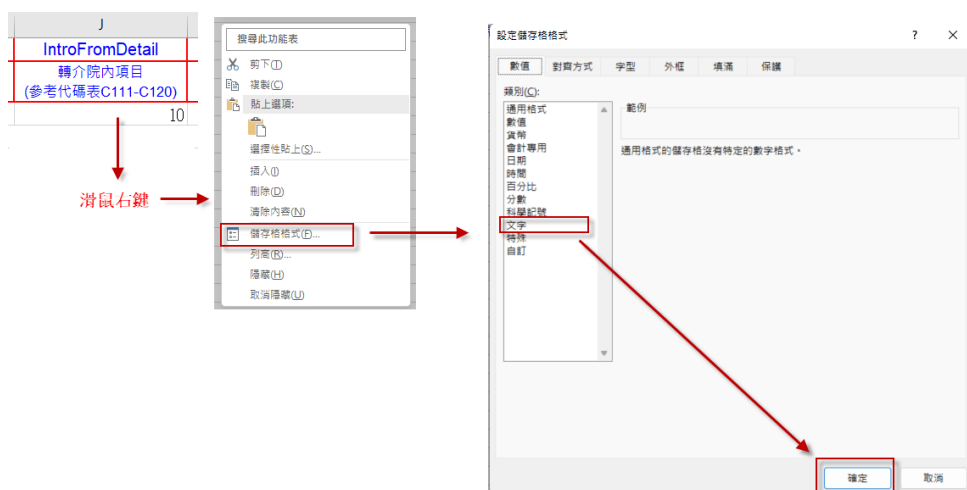 J
IntroFromDetail
轉介院內項目
(參考代碼表C111-C120)
10
滑鼠右鍵
搜尋此功能表
剪下(T)
複製(C)
貼上選項:
選擇性貼上(S)...
插入(I)
刪除(D)
清除內容(N)
儲存格格式(F)...
列高(R)...
隱藏(H)
取消隱藏(U)
設定儲存格格式
? ×
數值 對齊方式 字型 外框 填滿 保護
類別(C):
通用格式
數值
貨幣
會計專用
日期
時間
百分比
分數
科學記號
文字
特殊
自訂
範例
通用格式的儲存格沒有特定的數字格式。
確定 取消